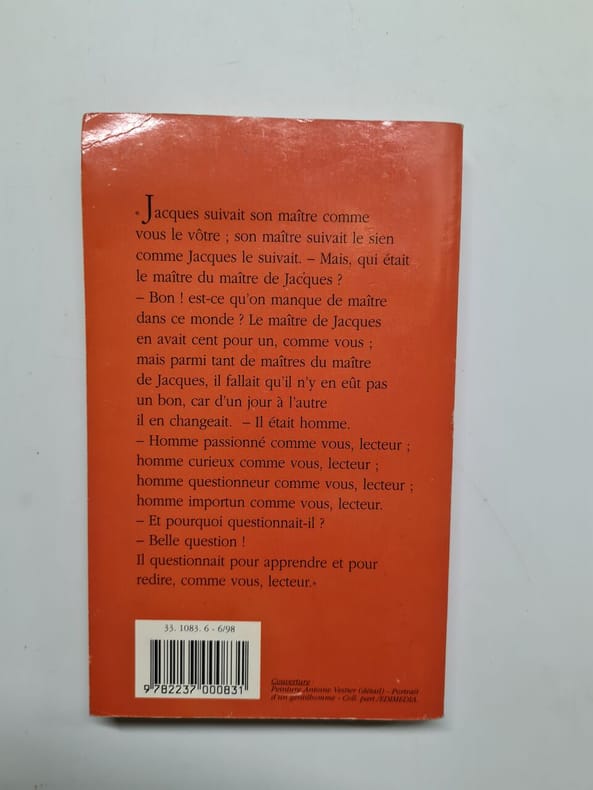 « Jacques suivait son maître comme
vous le vôtre ; son maître suivait le sien
comme Jacques le suivait. – Mais, qui était
le maître du maître de Jacques ?
– Bon ! est-ce qu'on manque de maître
dans ce monde ? Le maître de Jacques
en avait cent pour un, comme vous ;
mais parmi tant de maîtres du maître
de Jacques, il fallait qu'il n'y en eût pas
un bon, car d'un jour à l'autre
il en changeait. – Il était homme.
– Homme passionné comme vous, lecteur ;
homme curieux comme vous, lecteur ;
homme questionneur comme vous, lecteur ;
homme importun comme vous, lecteur.
– Et pourquoi questionnait-il ?
– Belle question !
Il questionnait pour apprendre et pour
redire, comme vous, lecteur. »
33. 1083. 6 - 6/98
9 782237 000831
Couverture :
Peinture Antoine Vestier (détail) - Portrait
d'un gentilhomme - Coll. part./EDIMEDIA.